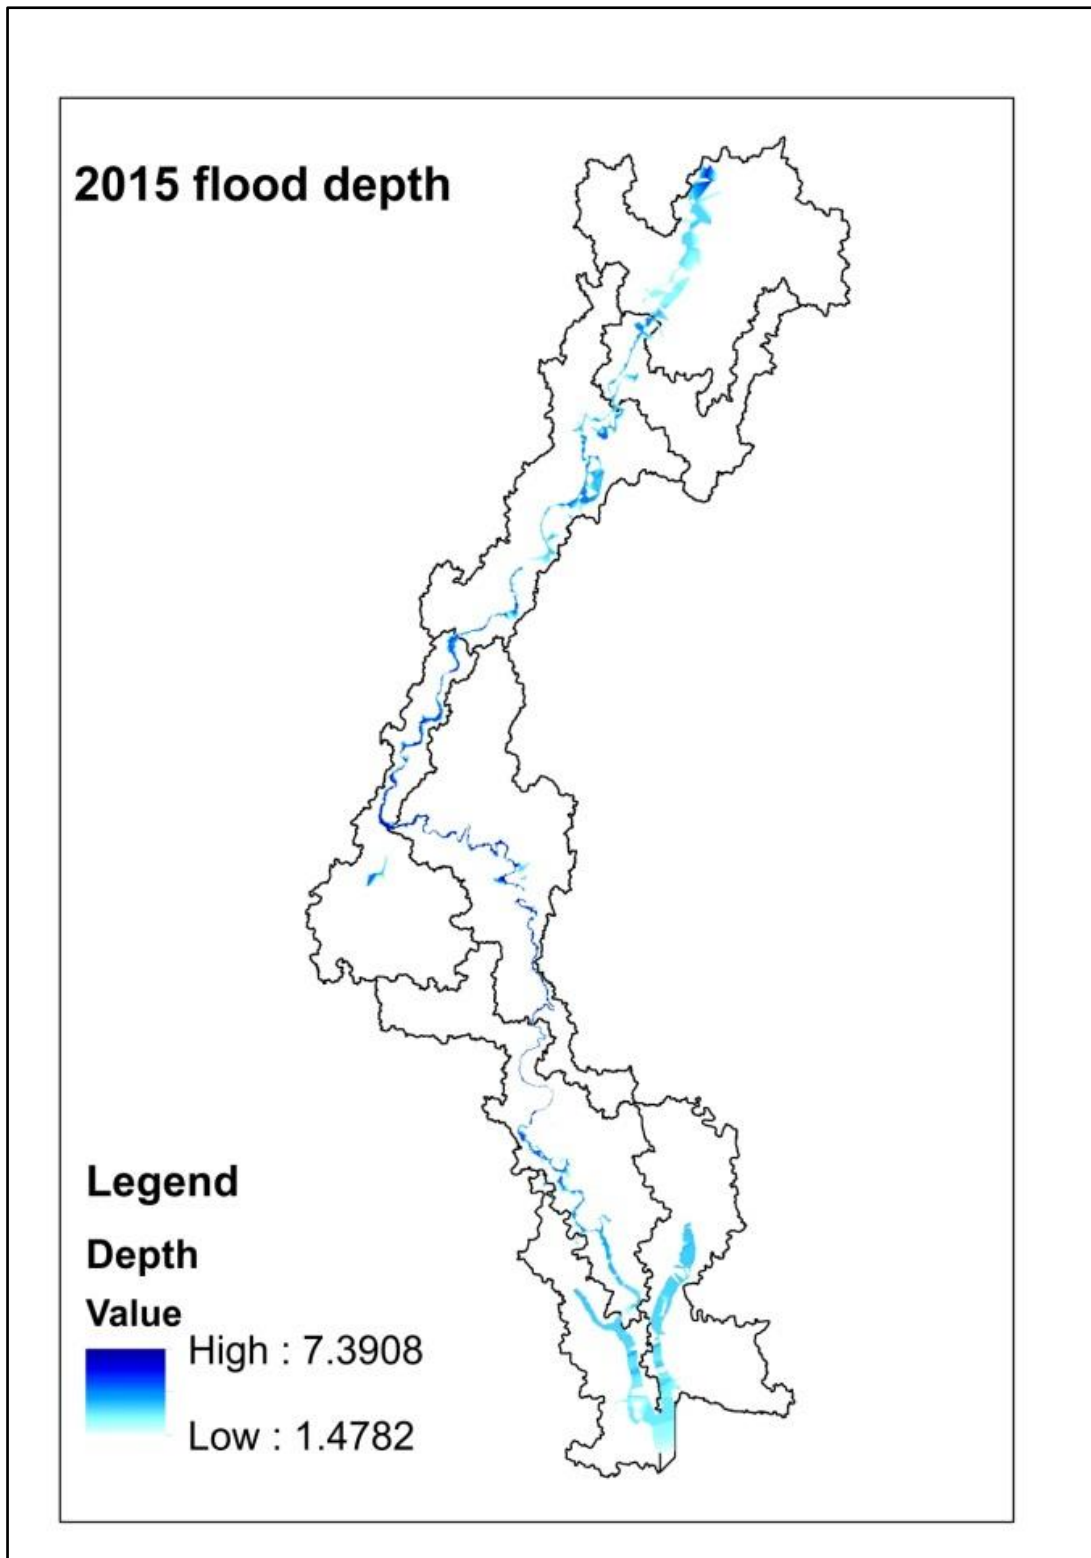 2015 flood depth
Legend
Depth
Value
High : 7.3908
Low : 1.4782